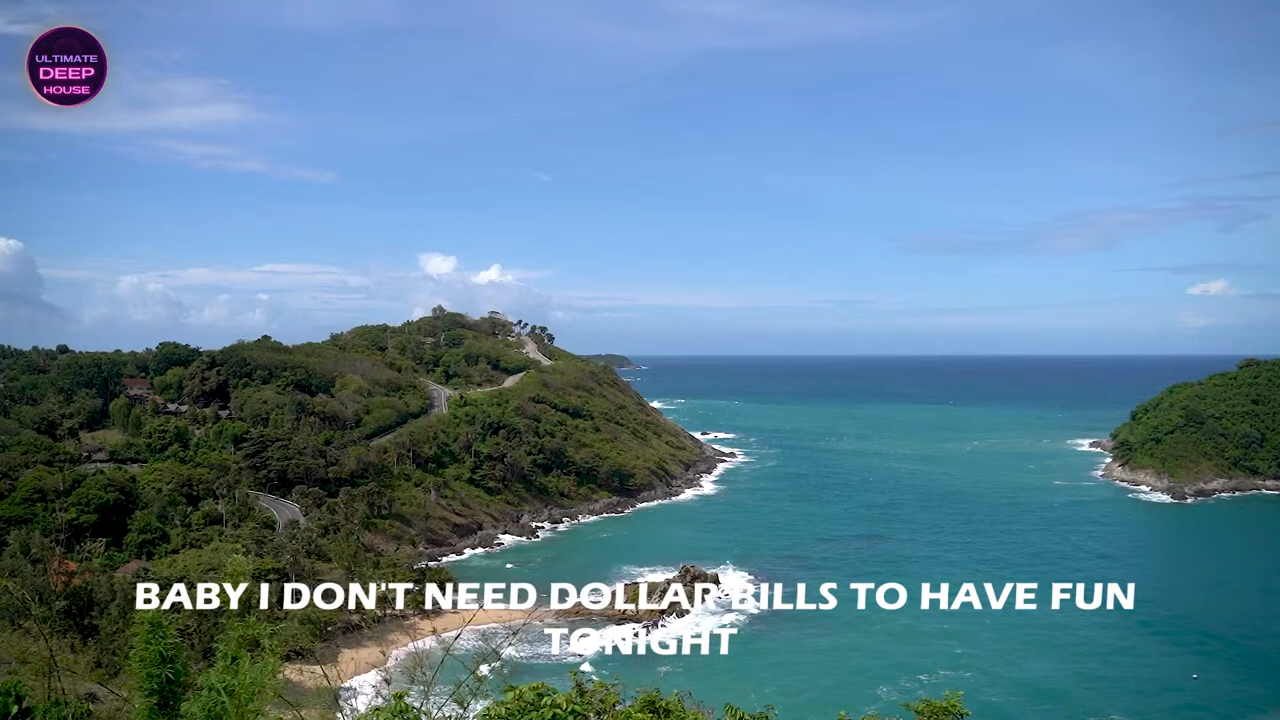 ULTIMATE
DEEP
HOUSE
BABY I DON'T NEED DOLLAR BILLS TO HAVE FUN
TONIGHT